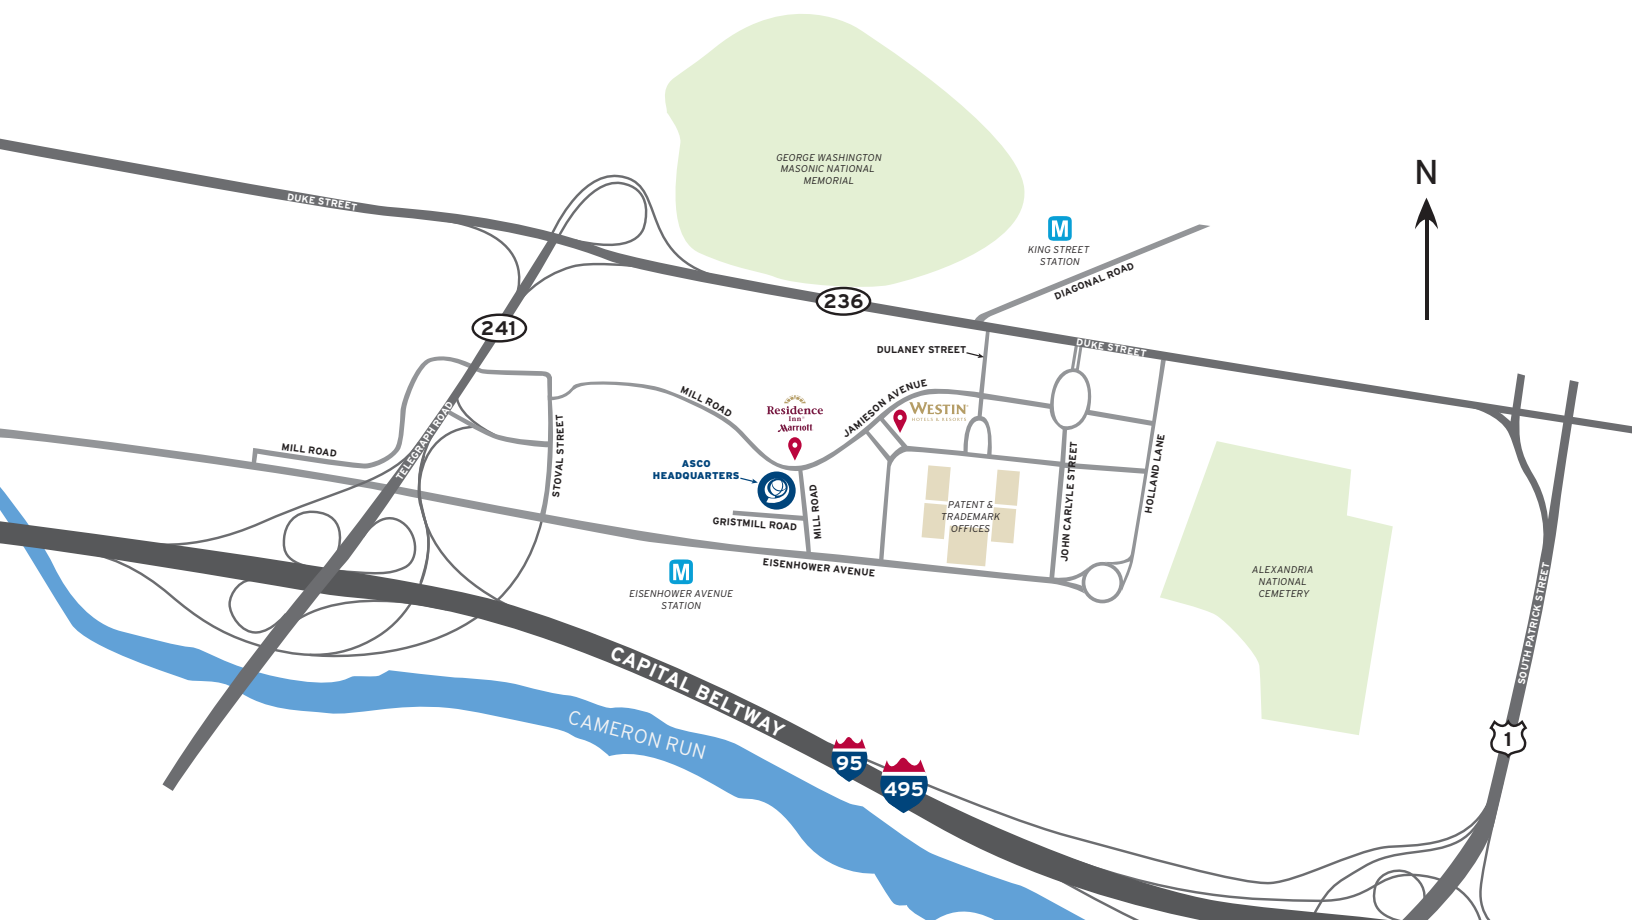 GEORGE WASHINGTON
MASONIC NATIONAL
MEMORIAL
N
DUKE STREET
M
KING STREET
STATION
DIAGONAL ROAD
236
241
DULANEY STREET
DUKE STREET
MILL ROAD
JAMIESON AVENUE
Residence
Inn
Marriott
WESTIN
HOTELS & RESORTS
TELEGRAPH ROAD
MILL ROAD
STOVAL STREET
ASCO
HEADQUARTERS
MILL ROAD
GRISTMILL ROAD
PATENT &
TRADEMARK
OFFICES
JOHN CARLYLE STREET
HOLLAND LANE
EISENHOWER AVENUE
M
EISENHOWER AVENUE
STATION
ALEXANDRIA
NATIONAL
CEMETERY
SOUTH PATRICK STREET
CAPITAL BELTWAY
CAMERON RUN
95
495
1